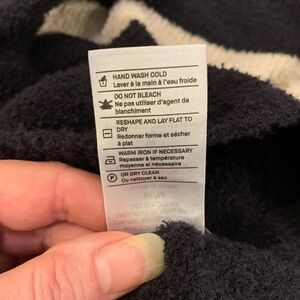 HAND WASH COLD
Laver à la main à l'eau froide
DO NOT BLEACH
Ne pas utiliser d'agent de
blanchiment
RESHAPE AND LAY FLAT TO
DRY
Redonner forme et sécher
à plat
WARM IRON IF NECESSARY
Repasser à température
moyenne si nécessaire
OR DRY CLEAN
Ou nettoyer à sec